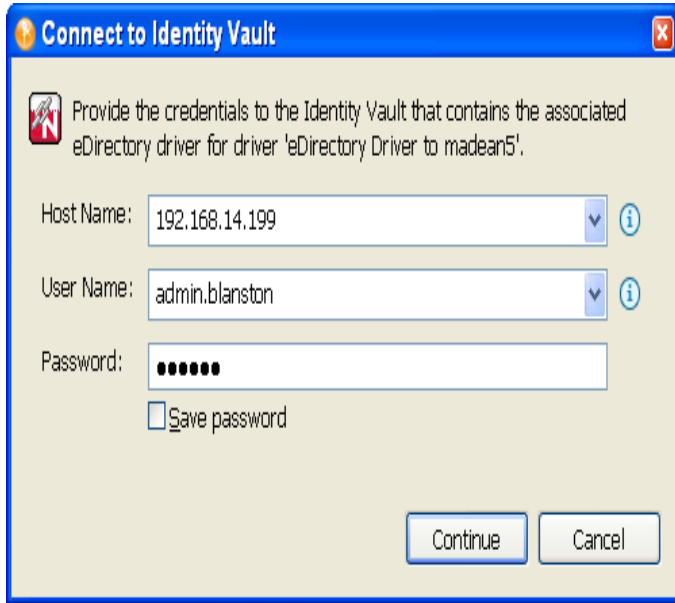 Connect to Identity Vault
Provide the credentials to the Identity Vault that contains the associated
eDirectory driver for driver 'eDirectory Driver to madean5'.
Host Name: 192.168.14.199
User Name: admin.blanston
Password: ●●●●●●
Save password
Continue Cancel